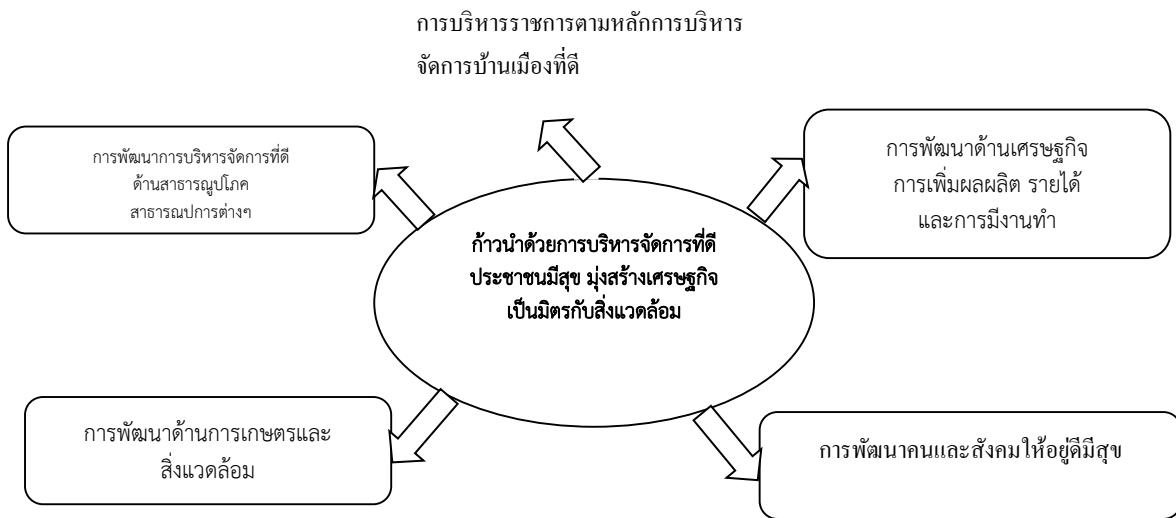 การบริหารราชการตามหลักการบริหาร
จัดการบ้านเมืองที่ดี
การพัฒนาการบริหารจัดการที่ดี
ด้านสาธารณูปโภค
สาธารณปการต่างๆ
การพัฒนาด้านเศรษฐกิจ
การเพิ่มผลผลิต รายได้
และการมีงานทำ
ก้าวนำด้วยการบริหารจัดการที่ดี
ประชาชนมีสุข มุ่งสร้างเศรษฐกิจ
เป็นมิตรกับสิ่งแวดล้อม
การพัฒนาด้านการเกษตรและ
สิ่งแวดล้อม
การพัฒนาคนและสังคมให้อยู่ดีมีสุข